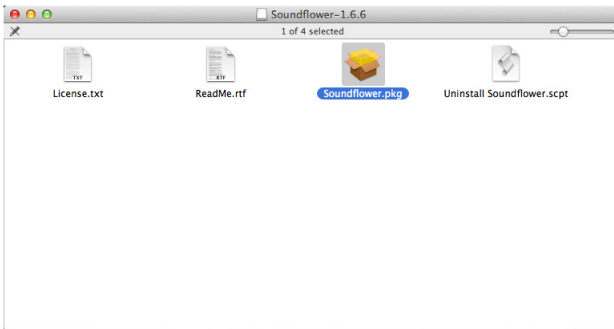 Soundflower-1.6.6
1 of 4 selected
TXT
RTF
License.txt
ReadMe.rtf
Soundflower.pkg
Uninstall Soundflower.scpt